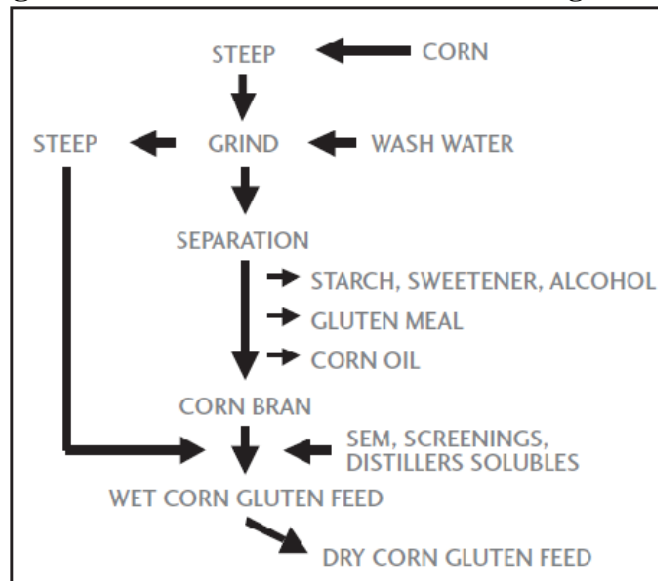 STEEP
CORN
STEEP
GRIND
WASH WATER
SEPARATION
STARCH, SWEETENER, ALCOHOL
GLUTEN MEAL
CORN OIL
CORN BRAN
SEM, SCREENINGS,
DISTILLERS SOLUBLES
WET CORN GLUTEN FEED
DRY CORN GLUTEN FEED